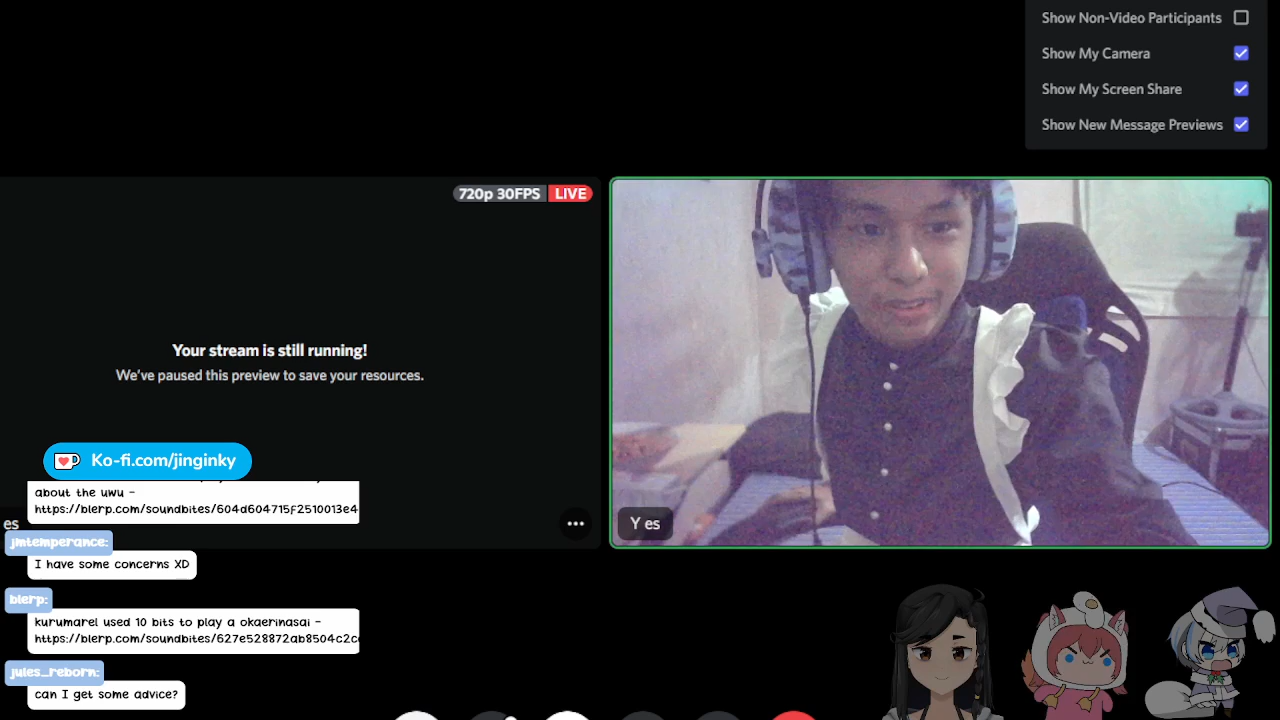 Show Non-Video Participants
Show My Camera
Show My Screen Share
Show New Message Previews
720p 30FPS LIVE
Your stream is still running!
We've paused this preview to save your resources.
Ko-fi.com/jinginky
about the uwu -
https://blerp.com/soundbites/604d604715f2510013e4
es
Y es
jmtemperance:
I have some concerns XD
blerp:
kurumarei used 10 bits to play a okaerinasai -
https://blerp.com/soundbites/627e528872ab8504c2c
jules_reborn:
can I get some advice?